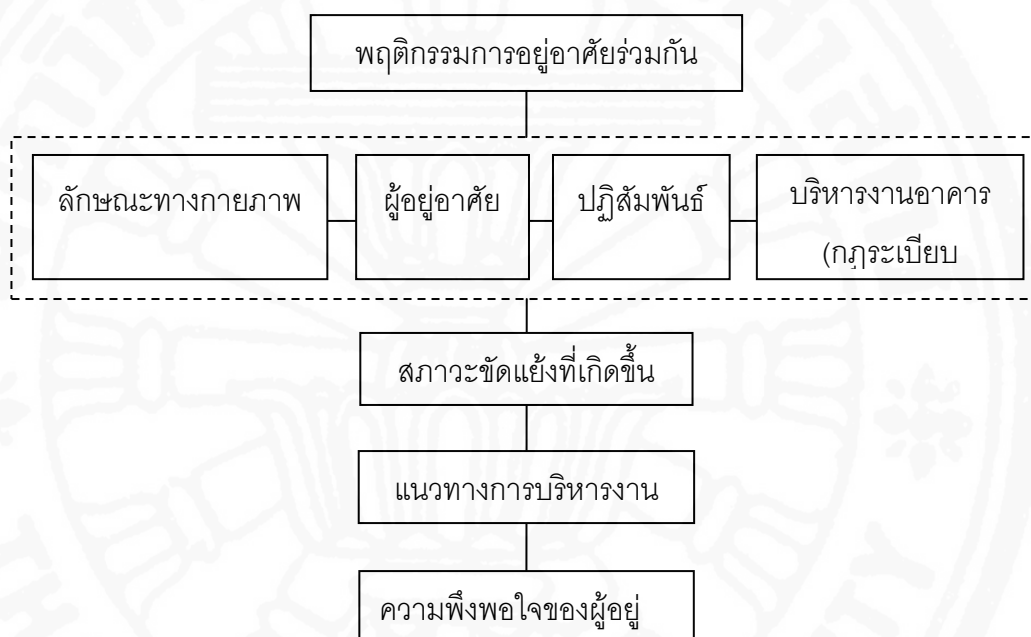 พฤติกรรมการอยู่อาศัยร่วมกัน
ลักษณะทางกายภาพ
ผู้อยู่อาศัย
ปฏิสัมพันธ์
บริหารงานอาคาร
(กฎระเบียบ
สภาวะขัดแย้งที่เกิดขึ้น
แนวทางการบริหารงาน
ความพึงพอใจของผู้อยู่